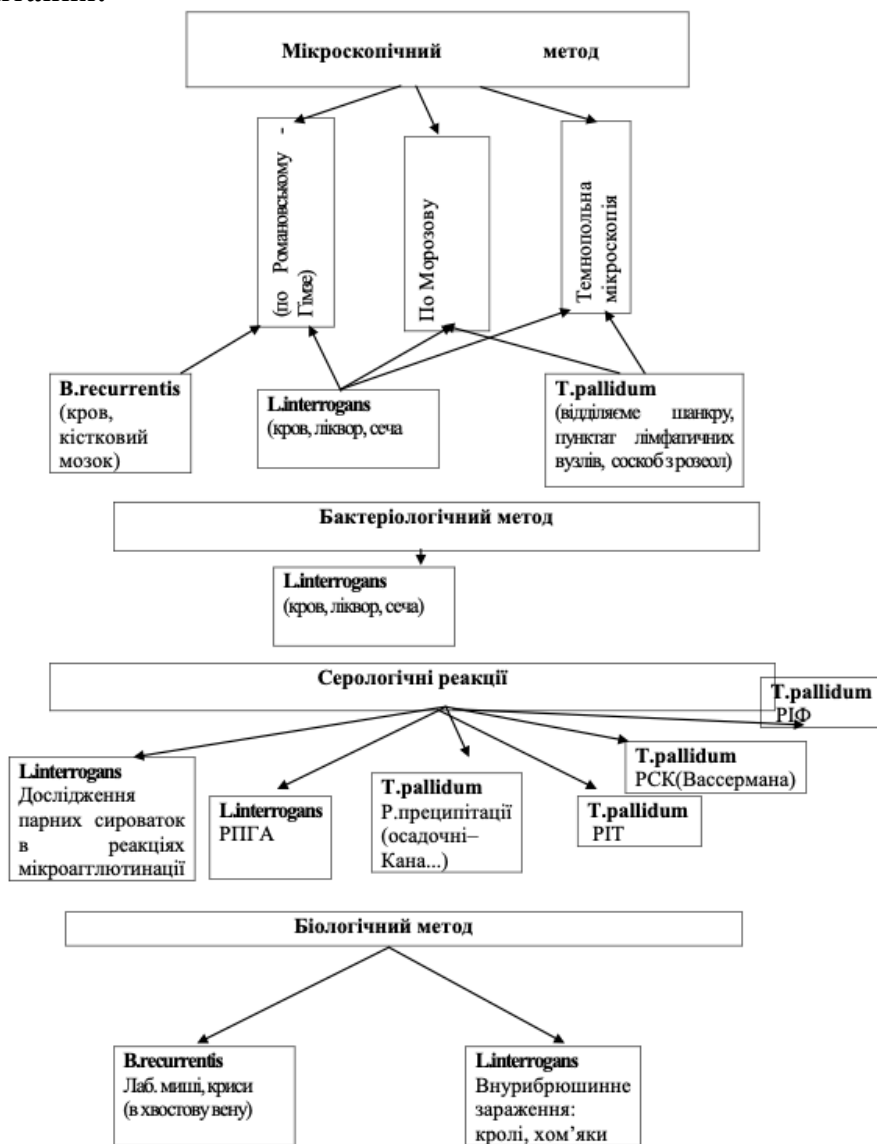 Мікроскопічний метод
(по Романовському -
Гімзе)
По Морозову
Темнопольна
мікроскопія
B.recurrentis
(кров,
кістковий
мозок)
L.interrogans
(кров, ліквор, сеча
T.pallidum
(відділяєме шанкру,
пунктат лімфатичних
вузлів, соскоб з розеол)
Бактеріологічний метод
L.interrogans
(кров, ліквор, сеча)
Серологічні реакції
T.pallidum
РІФ
L.interrogans
Дослідження
парних сироваток
в реакціях
мікроагглютинації
L.interrogans
РПГА
T.pallidum
Р.преципітації
(осадочні–
Кана...)
T.pallidum
РІТ
T.pallidum
РСК(Вассермана)
Біологічний метод
B.recurrentis
Лаб. миші, криси
(в хвостову вену)
L.interrogans
Внурибрюшинне
зараження:
кролі, хом’яки